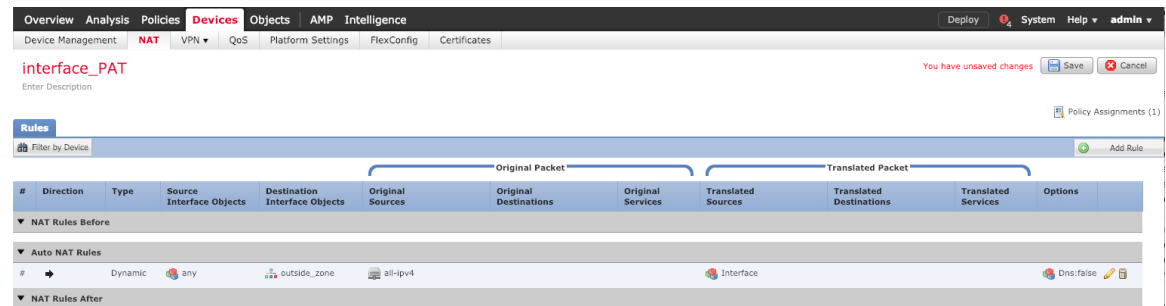 Overview Analysis Policies Devices Objects AMP Intelligence Deploy 4 System Help admin
Device Management NAT VPN QoS Platform Settings FlexConfig Certificates
interface_PAT You have unsaved changes Save Cancel
Enter Description
Policy Assignments (1)
Rules
Filter by Device Add Rule
Original Packet Translated Packet
# Direction Type Source Interface Objects Destination Interface Objects Original Sources Original Destinations Original Services Translated Sources Translated Destinations Translated Services Options
NAT Rules Before
Auto NAT Rules
# Dynamic any outside_zone all-ipv4 Interface Dns:false
NAT Rules After